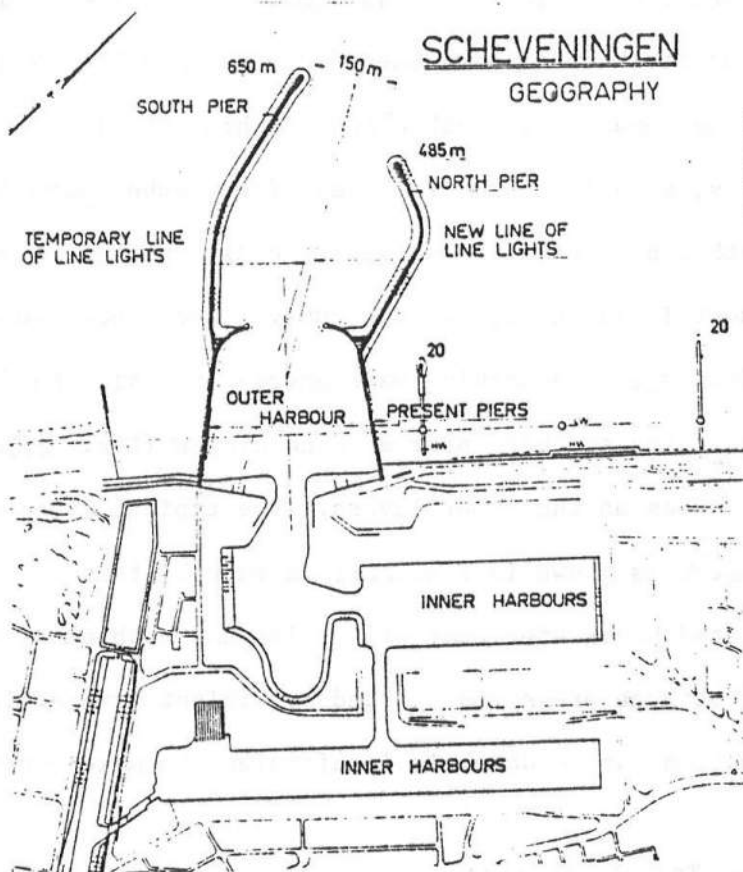 SCHEVENINGEN
GEOGRAPHY
650 m
150 m
SOUTH PIER
485 m
NORTH PIER
TEMPORARY LINE
OF LINE LIGHTS
NEW LINE OF
LINE LIGHTS
20
20
OUTER
HARBOUR
PRESENT PIERS
INNER HARBOURS
INNER HARBOURS